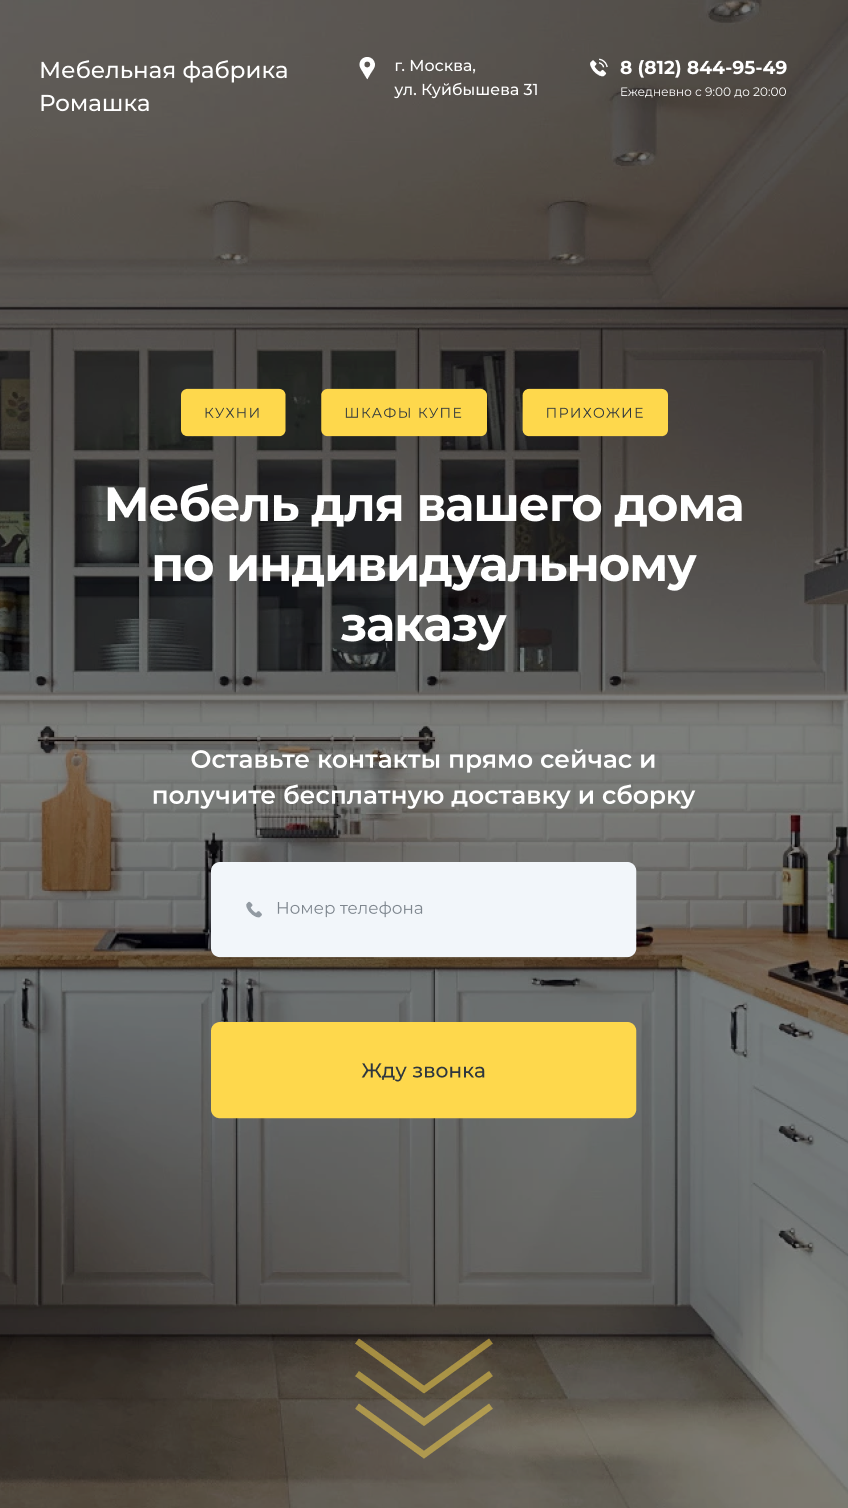 Мебельная фабрика
Ромашка
г. Москва,
ул. Куйбышева 31
8 (812) 844-95-49
Ежедневно с 9:00 до 20:00
КУХНИ
ШКАФЫ КУПЕ
ПРИХОЖИЕ
Мебель для вашего дома
по индивидуальному
заказу
Оставьте контакты прямо сейчас и
получите бесплатную доставку и сборку
Номер телефона
Жду звонка